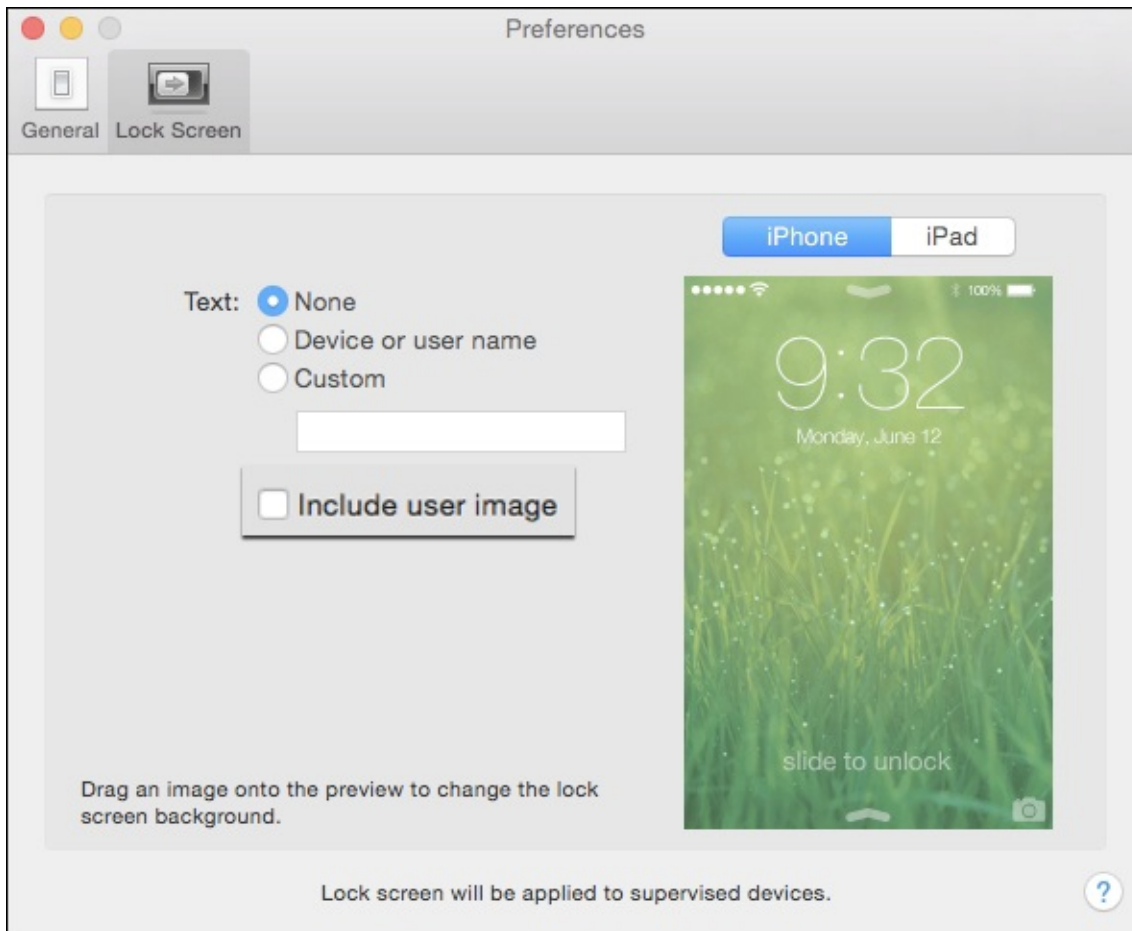 Preferences
General Lock Screen
iPhone iPad
Text: None
Device or user name
Custom
Include user image
100%
9:32
Monday, June 12
slide to unlock
Drag an image onto the preview to change the lock
screen background.
Lock screen will be applied to supervised devices.
?